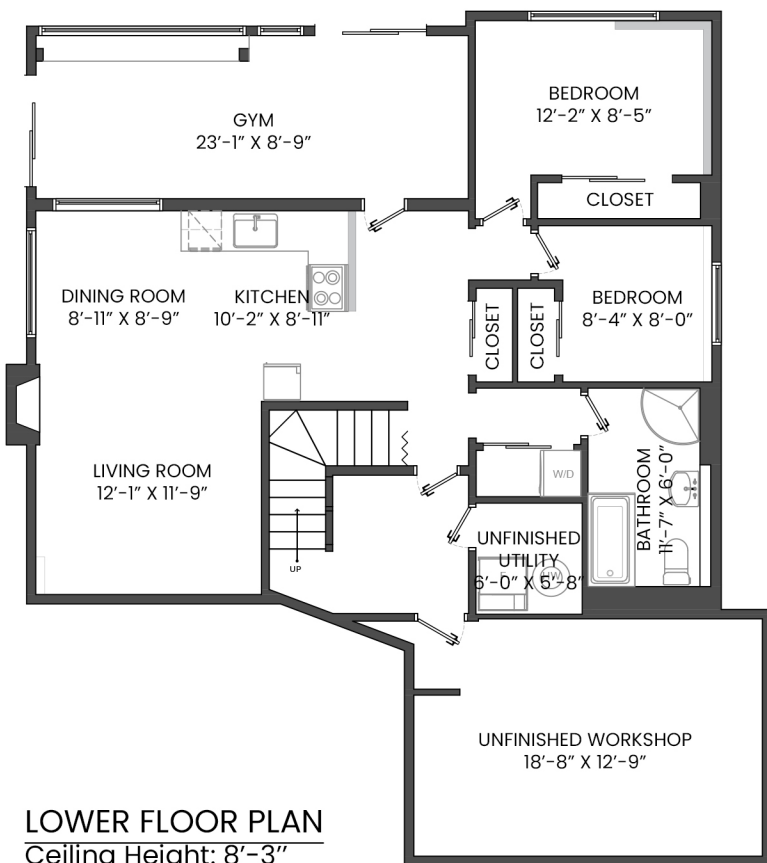 BEDROOM
12'-2" X 8'-5"
GYM
23'-1" X 8'-9"
CLOSET
DINING ROOM
8'-11" X 8'-9"
KITCHEN
10'-2" X 8'-11"
BEDROOM
8'-4" X 8'-0"
CLOSET
CLOSET
LIVING ROOM
12'-1" X 11'-9"
W/D
BATHROOM
11'-7" X 6'-0"
UNFINISHED
UTILITY
6'-0" X 5'-8"
F
HW
UP
UNFINISHED WORKSHOP
18'-8" X 12'-9"
LOWER FLOOR PLAN
Ceiling Height: 8'-3"